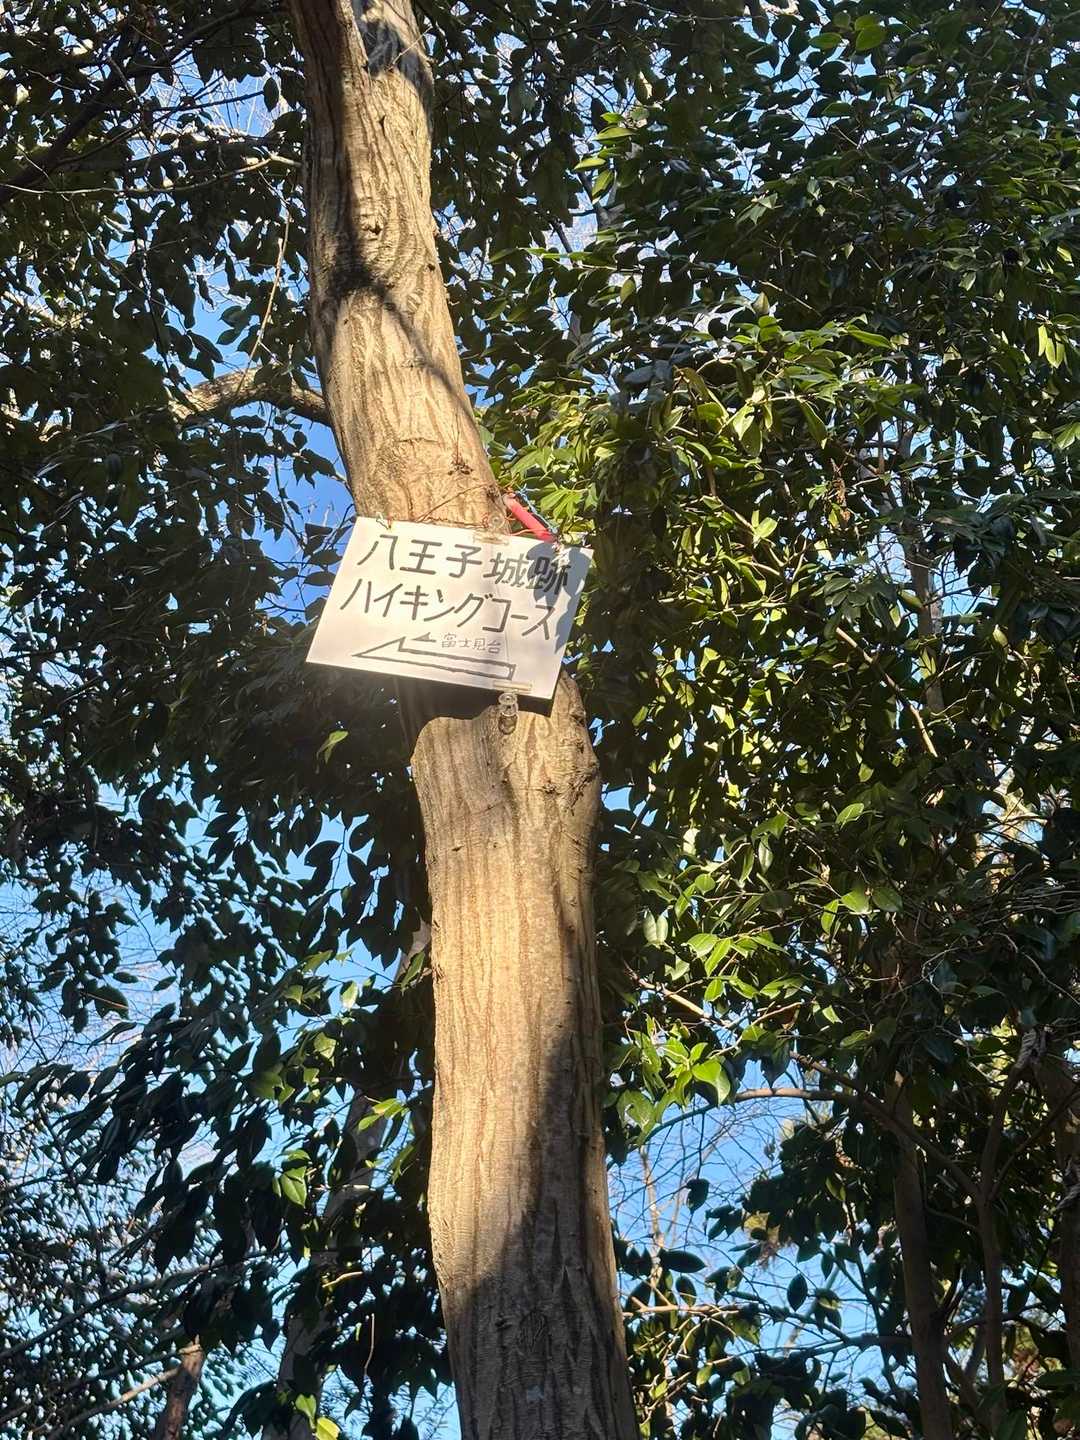 八王子城跡
ハイキングコース
富士見台